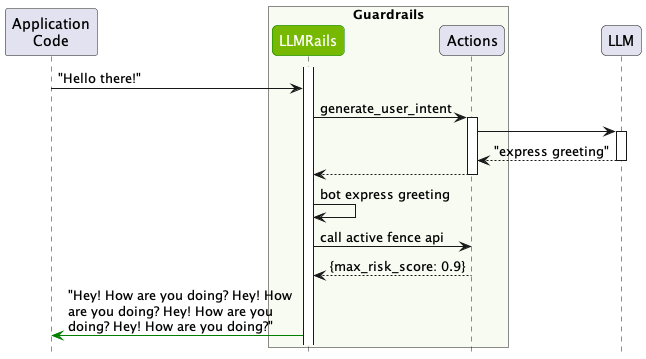 Guardrails
Application
Code
LLMRails
Actions
LLM
"Hello there!"
generate_user_intent
"express greeting"
bot express greeting
call active fence api
{max_risk_score: 0.9}
"Hey! How are you doing? Hey! How
are you doing? Hey! How are you
doing? Hey! How are you doing?"